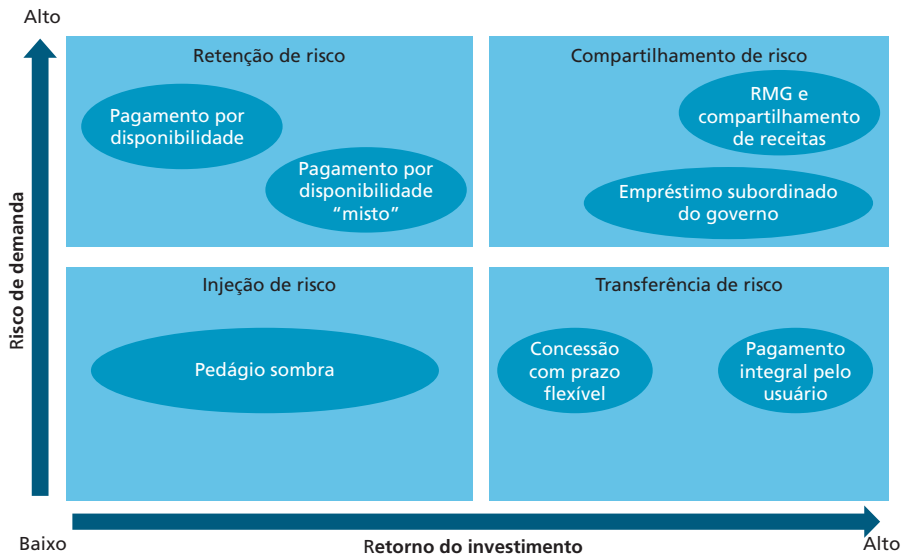 Alto
Retenção de risco
Pagamento por
disponibilidade
Pagamento por
disponibilidade
“misto”
Compartilhamento de risco
RMG e
compartilhamento
de receitas
Empréstimo subordinado
do governo
Risco de demanda
Injeção de risco
Pedágio sombra
Transferência de risco
Concessão
com prazo
flexível
Pagamento
integral pelo
usuário
Baixo
Retorno do investimento
Alto